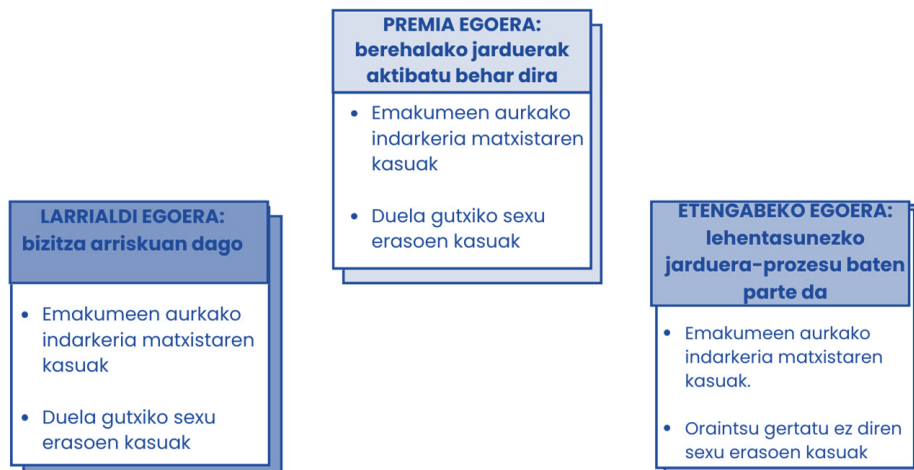 PREMIA EGOERA:
berehalako jarduerak
aktibatu behar dira
• Emakumeen aurkako
indarkeria matxistaren
kasuak
• Duela gutxiko sexu
erasoen kasuak
LARRIALDI EGOERA:
bizitza arriskuan dago
• Emakumeen aurkako
indarkeria matxistaren
kasuak
• Duela gutxiko sexu
erasoen kasuak
ETENGABEKO EGOERA:
lehentasunezko
jarduera-prozesu baten
parte da
• Emakumeen aurkako
indarkeria matxistaren
kasuak.
• Oraintsu gertatu ez diren
sexu erasoen kasuak